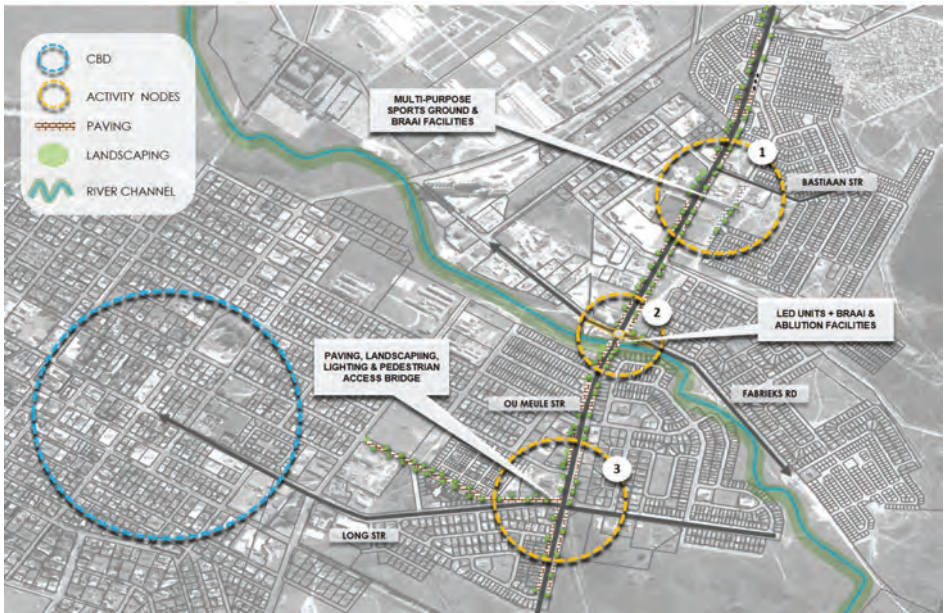 CBD
ACTIVITY NODES
PAVING
LANDSCAPING
RIVER CHANNEL
MULTI-PURPOSE
SPORTS GROUND &
BRAAI FACILITIES
1
BASTIAAN STR
2
LED UNITS + BRAAI &
ABLUTION FACILITIES
PAVING, LANDSCAPIING,
LIGHTING & PEDESTRIAN
ACCESS BRIDGE
OU MEULE STR
FABRIEKS RD
3
LONG STR